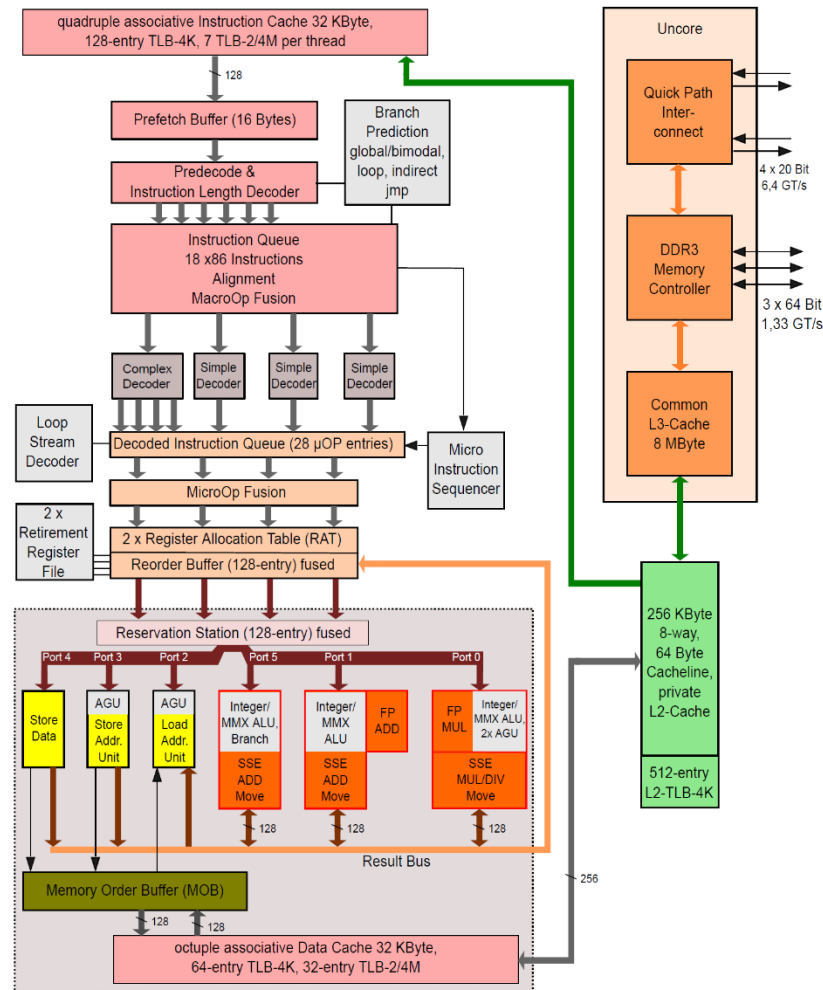 quadruple associative Instruction Cache 32 KByte,
128-entry TLB-4K, 7 TLB-2/4M per thread
128
Prefetch Buffer (16 Bytes)
Predecode &
Instruction Length Decoder
Branch
Prediction
global/bimodal,
loop, indirect
jmp
Instruction Queue
18 x86 Instructions
Alignment
MacroOp Fusion
Complex
Decoder
Simple
Decoder
Simple
Decoder
Simple
Decoder
Loop
Stream
Decoder
Decoded Instruction Queue (28 µOP entries)
Micro
Instruction
Sequencer
MicroOp Fusion
2 x
Retirement
Register
File
2 x Register Allocation Table (RAT)
Reorder Buffer (128-entry) fused
Reservation Station (128-entry) fused
Port 4
Port 3
Port 2
Port 5
Port 1
Port 0
Store
Data
AGU
Store
Addr.
Unit
AGU
Load
Addr.
Unit
Integer/
MMX ALU,
Branch
SSE
ADD
Move
Integer/
MMX
ALU
FP
ADD
SSE
ADD
Move
FP
MUL
Integer/
MMX ALU,
2x AGU
SSE
MUL/DIV
Move
128
128
128
Result Bus
Memory Order Buffer (MOB)
128
128
octuple associative Data Cache 32 KByte,
64-entry TLB-4K, 32-entry TLB-2/4M
256
Uncore
Quick Path
Inter-
connect
4 x 20 Bit
6,4 GT/s
DDR3
Memory
Controller
3 x 64 Bit
1,33 GT/s
Common
L3-Cache
8 MByte
256 KByte
8-way,
64 Byte
Cacheline,
private
L2-Cache
512-entry
L2-TLB-4K